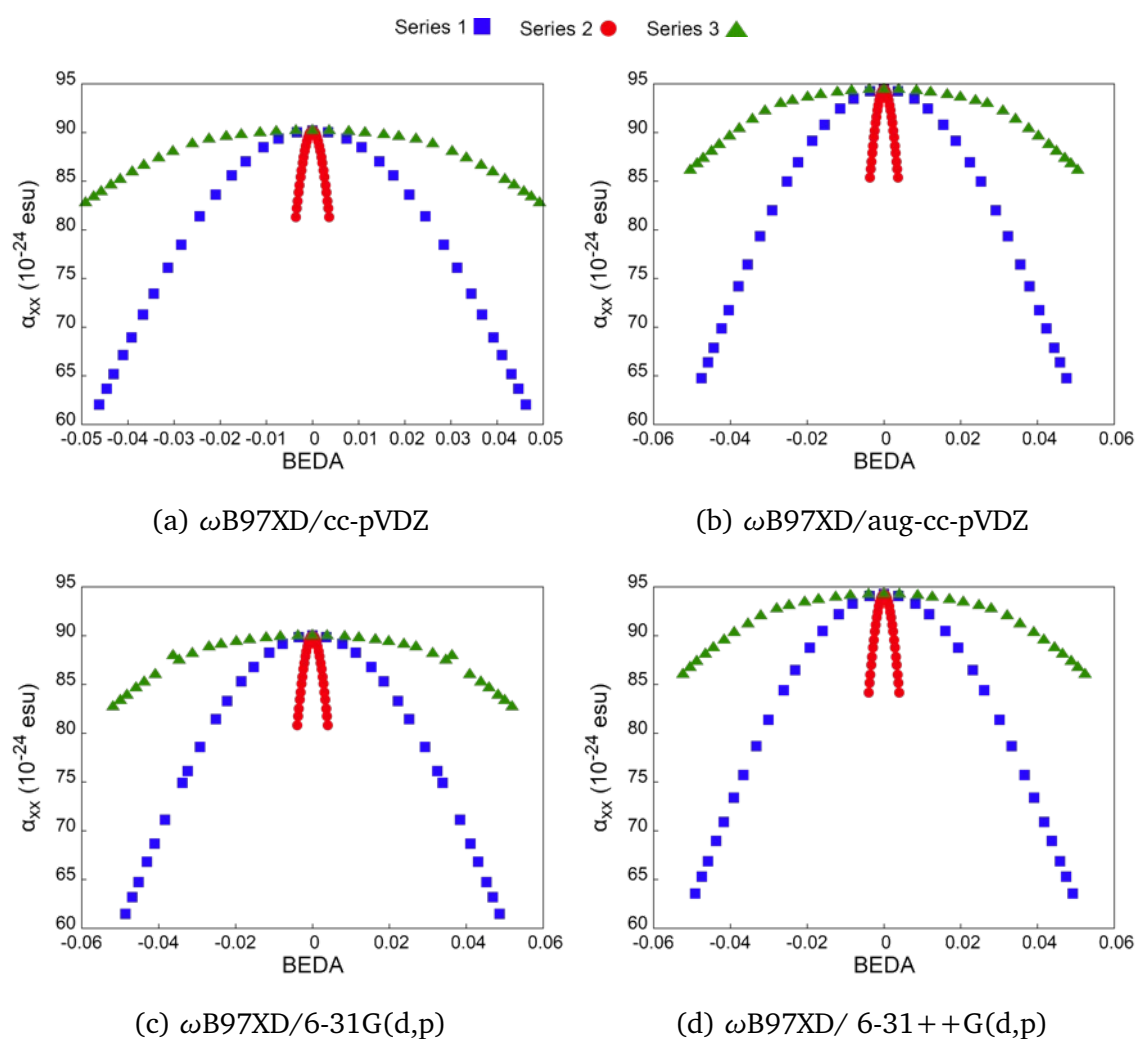 Series 1 Series 2 Series 3
95
90
85
80
75
70
65
60
αxx (10-24 esu)
-0.05 -0.04 -0.03 -0.02 -0.01 0 0.01 0.02 0.03 0.04 0.05
BEDA
(a) ωB97XD/cc-pVDZ
95
90
85
80
75
70
65
60
αxx (10-24 esu)
-0.06 -0.04 -0.02 0 0.02 0.04 0.06
BEDA
(b) ωB97XD/aug-cc-pVDZ
95
90
85
80
75
70
65
60
αxx (10-24 esu)
-0.06 -0.04 -0.02 0 0.02 0.04 0.06
BEDA
(c) ωB97XD/6-31G(d,p)
95
90
85
80
75
70
65
60
αxx (10-24 esu)
-0.06 -0.04 -0.02 0 0.02 0.04 0.06
BEDA
(d) ωB97XD/ 6-31++G(d,p)